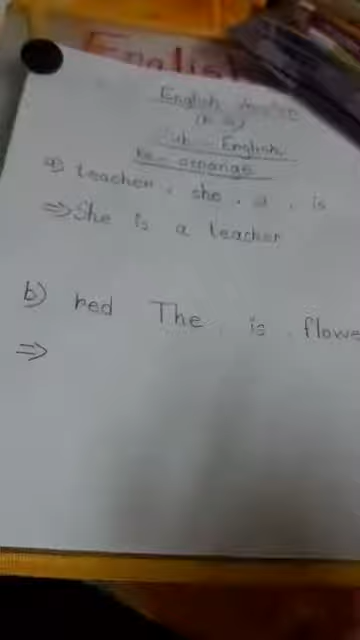 English
English
Sub - English
Re - arrange
a) teacher , she , a , is
⇒ She is a teacher
b) red The , is , flowe
⇒